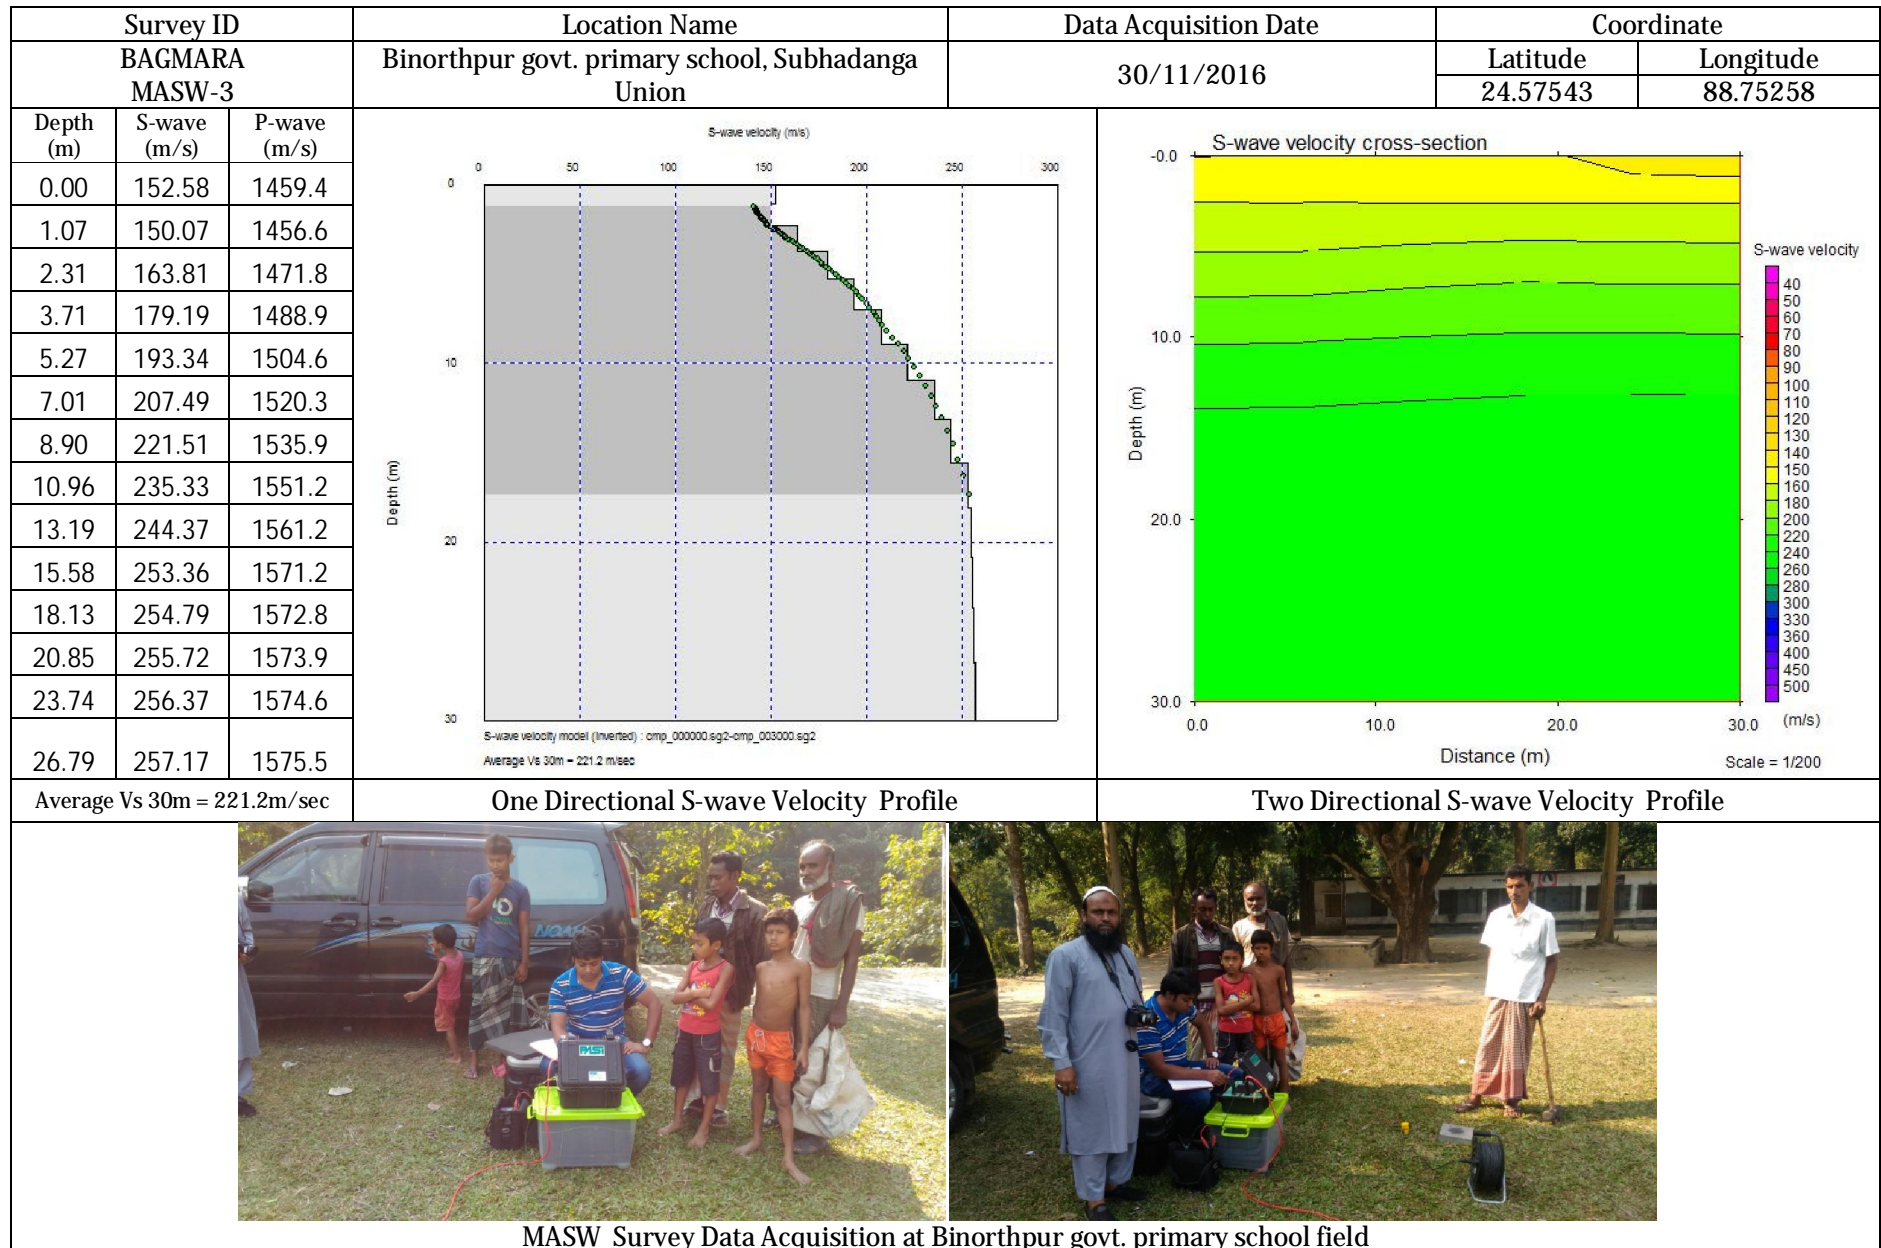 Survey ID
Location Name
Data Acquisition Date
Coordinate
BAGMARA
MASW-3
Binorthpur govt. primary school, Subhadanga
Union
30/11/2016
Latitude
Longitude
24.57543
88.75258
Depth (m) S-wave (m/s) P-wave (m/s)
0.00 152.58 1459.4
1.07 150.07 1456.6
2.31 163.81 1471.8
3.71 179.19 1488.9
5.27 193.34 1504.6
7.01 207.49 1520.3
8.90 221.51 1535.9
10.96 235.33 1551.2
13.19 244.37 1561.2
15.58 253.36 1571.2
18.13 254.79 1572.8
20.85 255.72 1573.9
23.74 256.37 1574.6
26.79 257.17 1575.5
Average Vs 30m = 221.2m/sec
S-wave velocity (m/s)
0 50 100 150 200 250 300
0
10
20
30
Depth (m)
S-wave velocity model (inverted) : cmp_000000.sg2-cmp_003000.sg2
Average Vs 30m = 221.2 m/sec
One Directional S-wave Velocity Profile
S-wave velocity cross-section
-0.0
10.0
20.0
30.0
Depth (m)
0.0 10.0 20.0 30.0
Distance (m)
S-wave velocity
40
50
60
70
80
90
100
110
120
130
140
150
160
180
200
220
240
260
280
300
330
360
400
450
500
(m/s)
Scale = 1/200
Two Directional S-wave Velocity Profile
NOAH
PASI
MASW Survey Data Acquisition at Binorthpur govt. primary school field